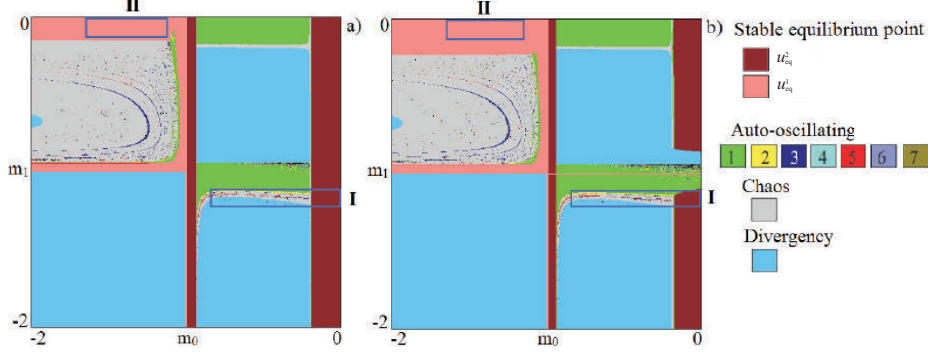 II
II
0
a)
0
b)
Stable equilibrium point
u²eq
u¹eq
Auto-oscillating
1 2 3 4 5 6 7
m₁
m₁
Chaos
I
I
Divergency
-2
-2
-2
m₀
0
-2
m₀
0